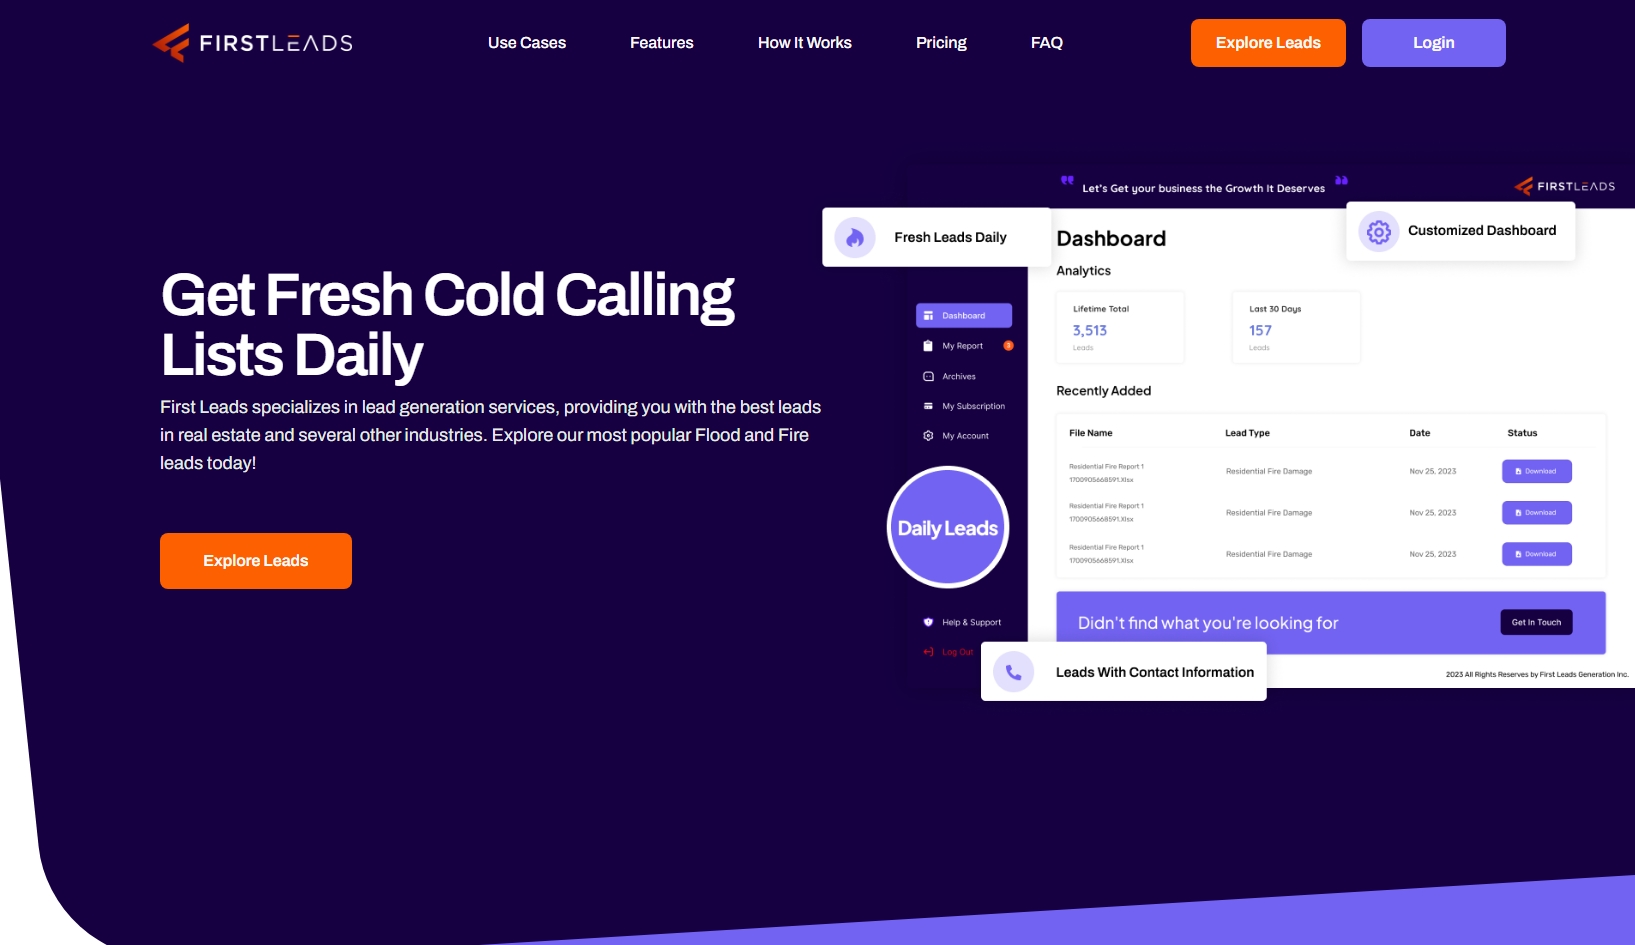 FIRSTLEADS
Use Cases
Features
How It Works
Pricing
FAQ
Explore Leads
Login
Get Fresh Cold Calling
Lists Daily
First Leads specializes in lead generation services, providing you with the best leads
in real estate and several other industries. Explore our most popular Flood and Fire
leads today!
Explore Leads
Let's Get your business the Growth It Deserves
FIRSTLEADS
Fresh Leads Daily
Customized Dashboard
Dashboard
My Report
Archives
My Subscription
My Account
Daily Leads
Help & Support
Log Out
Dashboard
Analytics
Lifetime Total
3,513
Leads
Last 30 Days
157
Leads
Recently Added
File Name Lead Type Date Status
Residential Fire Report 1
1700905668591.Xlsx
Residential Fire Damage Nov 25, 2023 Download
Residential Fire Report 1
1700905668591.Xlsx
Residential Fire Damage Nov 25, 2023 Download
Residential Fire Report 1
1700905668591.Xlsx
Residential Fire Damage Nov 25, 2023 Download
Didn't find what you're looking for
Get In Touch
Leads With Contact Information
2023 All Rights Reserves by First Leads Generation Inc.